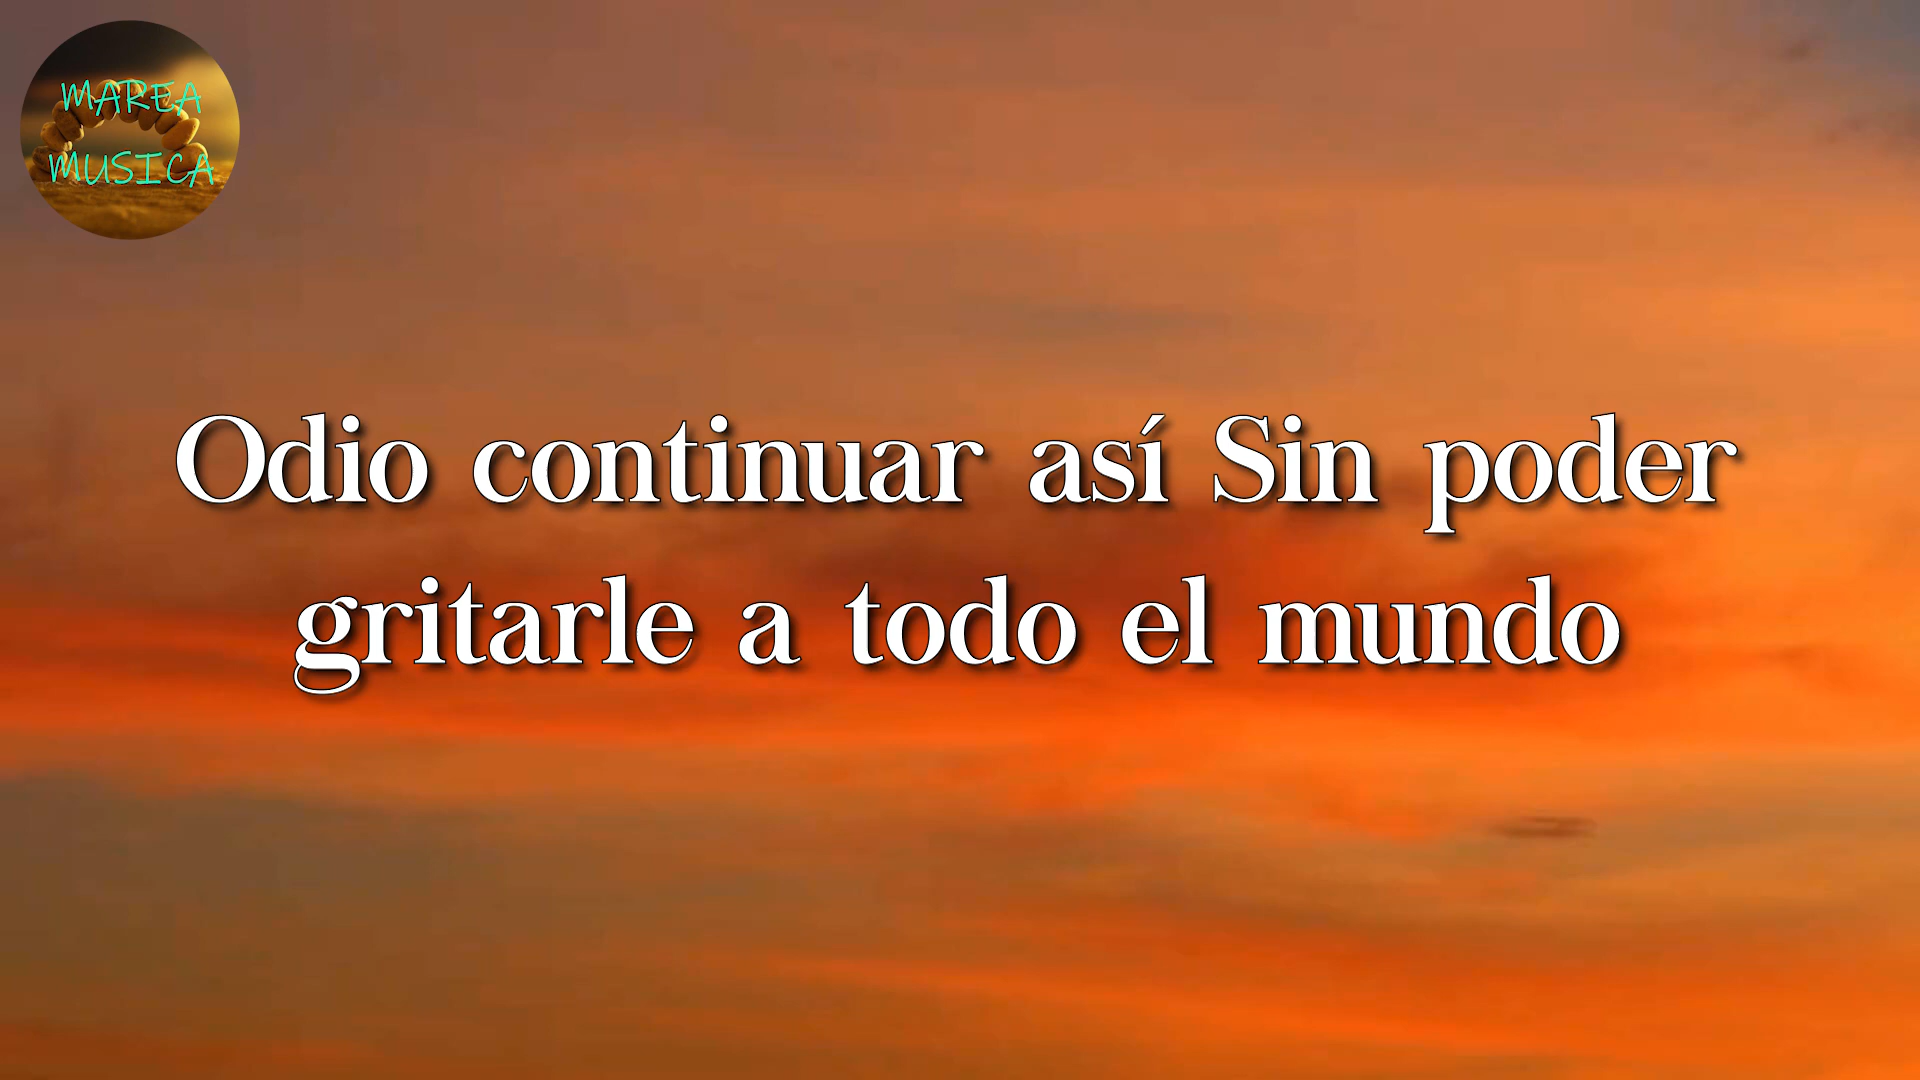 MAREA
MUSICA
Odio continuar así Sin poder
gritarle a todo el mundo